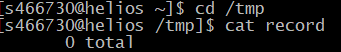 [s466730@helios ~]$ cd /tmp
[s466730@helios /tmp]$ cat record
0 total